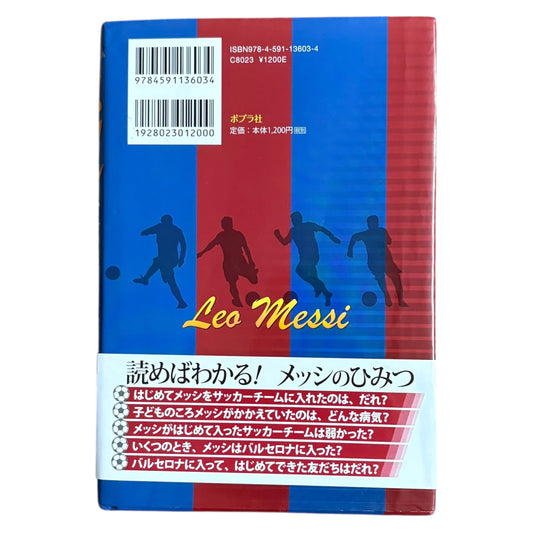 ISBN978-4-591-13603-4
C8023 ¥1200E
9784591136034
1928023012000
ポプラ社
定価:本体1,200円税別
Leo Messi
読めばわかる! メッシのひみつ
はじめてメッシをサッカーチームに入れたのは、だれ?
子どものころメッシがかかえていたのは、どんな病気?
メッシがはじめて入ったサッカーチームは弱かった?
いくつのとき、メッシはバルセロナに入った?
バルセロナに入って、はじめてできた友だちはだれ?